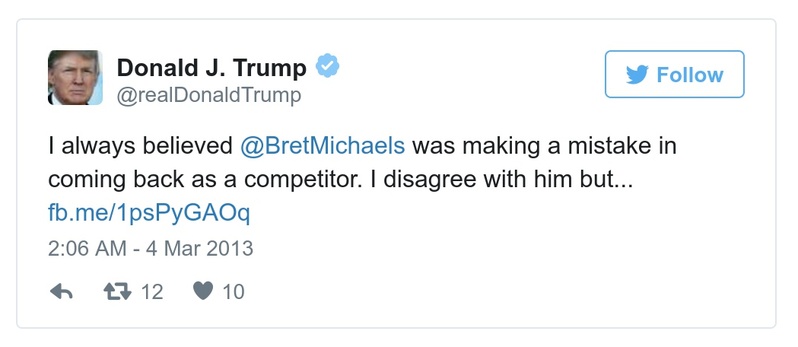 Donald J. Trump
@realDonaldTrump
Follow
I always believed @BretMichaels was making a mistake in
coming back as a competitor. I disagree with him but...
fb.me/1psPyGAOq
2:06 AM - 4 Mar 2013
12 10